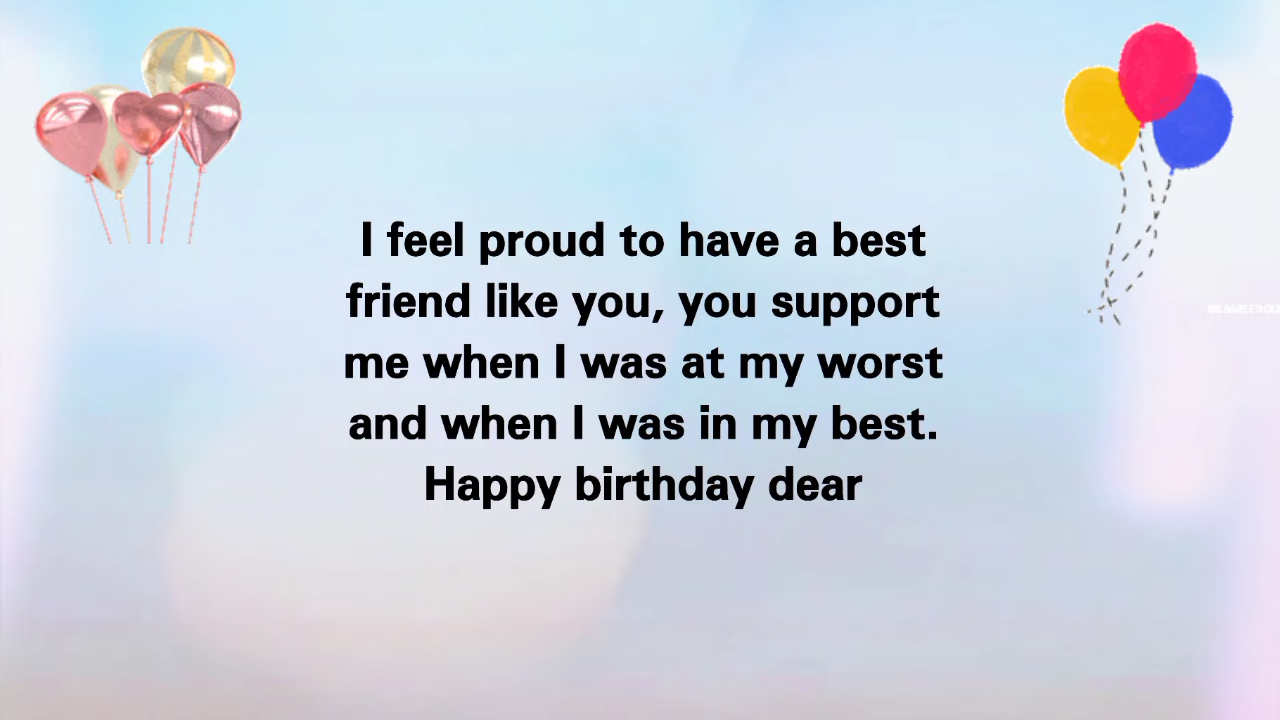 I feel proud to have a best
friend like you, you support
me when I was at my worst
and when I was in my best.
Happy birthday dear